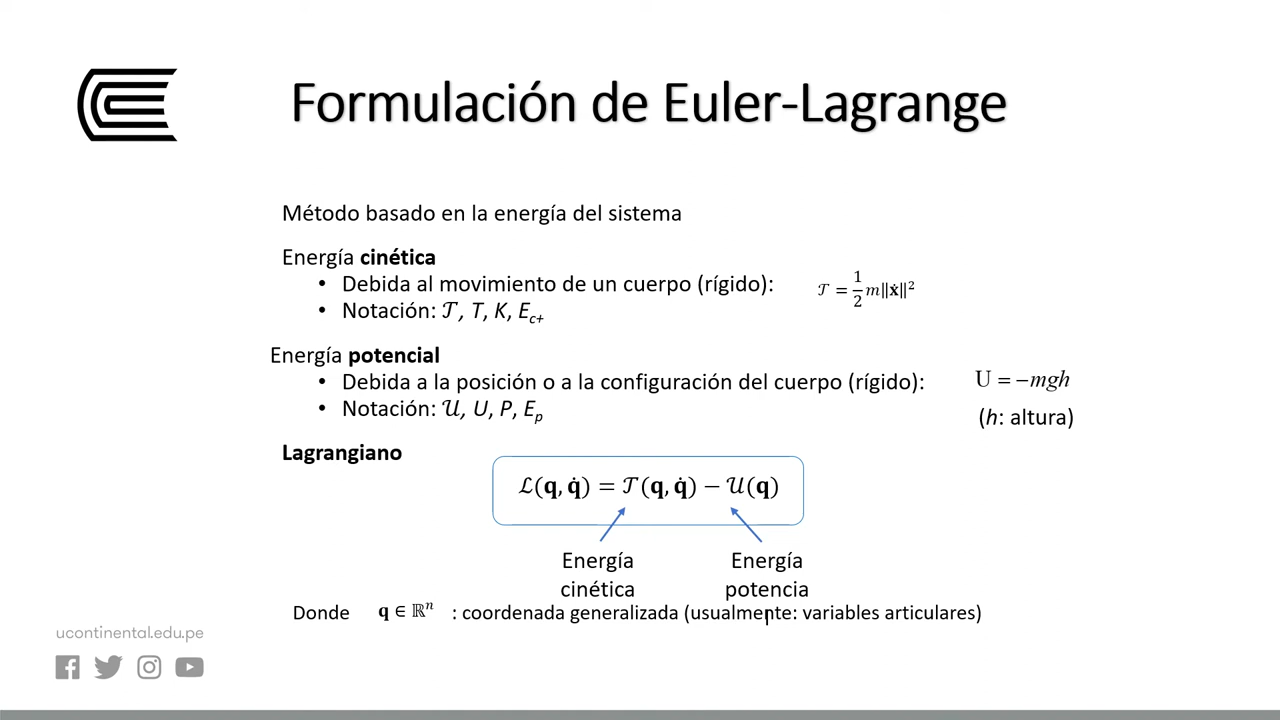 Formulación de Euler-Lagrange
Método basado en la energía del sistema
Energía cinética
• Debida al movimiento de un cuerpo (rígido): 𝒯 = 1/2 m‖ẋ‖²
• Notación: 𝒯, T, K, E_c+
Energía potencial
• Debida a la posición o a la configuración del cuerpo (rígido): U = −mgh
• Notación: 𝒰, U, P, E_p
(h: altura)
Lagrangiano
ℒ(q, q̇) = 𝒯(q, q̇) − 𝒰(q)
Energía cinética
Energía potencia
Donde q ∈ ℝⁿ : coordenada generalizada (usualmente: variables articulares)
ucontinental.edu.pe